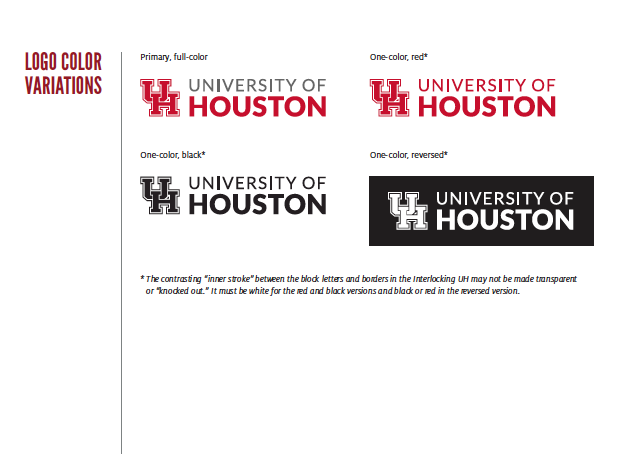 LOGO COLOR
VARIATIONS
Primary, full-color
UH UNIVERSITY OF
HOUSTON
One-color, red*
UH UNIVERSITY OF
HOUSTON
One-color, black*
UH UNIVERSITY OF
HOUSTON
One-color, reversed*
UH UNIVERSITY OF
HOUSTON
* The contrasting "inner stroke" between the block letters and borders in the Interlocking UH may not be made transparent
or "knocked out." It must be white for the red and black versions and black or red in the reversed version.